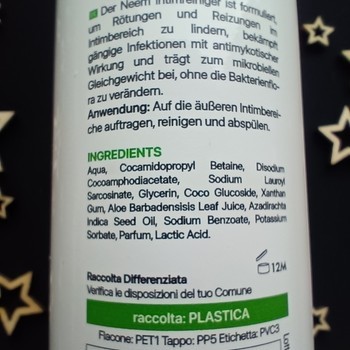 Der Neem Intimreiniger ist formuliert,
um Rötungen und Reizungen im
Intimbereich zu lindern, bekämpft
gängige Infektionen mit antimykotischer
Wirkung und trägt zum mikrobiellen
Gleichgewicht bei, ohne die Bakterienflo-
ra zu verändern.
Anwendung: Auf die äußeren Intimberei-
che auftragen, reinigen und abspülen.
INGREDIENTS
Aqua, Cocamidopropyl Betaine, Disodium
Cocoamphodiacetate, Sodium Lauroyl
Sarcosinate, Glycerin, Coco Glucoside, Xanthan
Gum, Aloe Barbadensisis Leaf Juice, Azadirachta
Indica Seed Oil, Sodium Benzoate, Potassium
Sorbate, Parfum, Lactic Acid.
12M
Raccolta Differenziata
Verifica le disposizioni del tuo Comune
raccolta: PLASTICA
Flacone: PET1 Tappo: PP5 Etichetta: PVC3